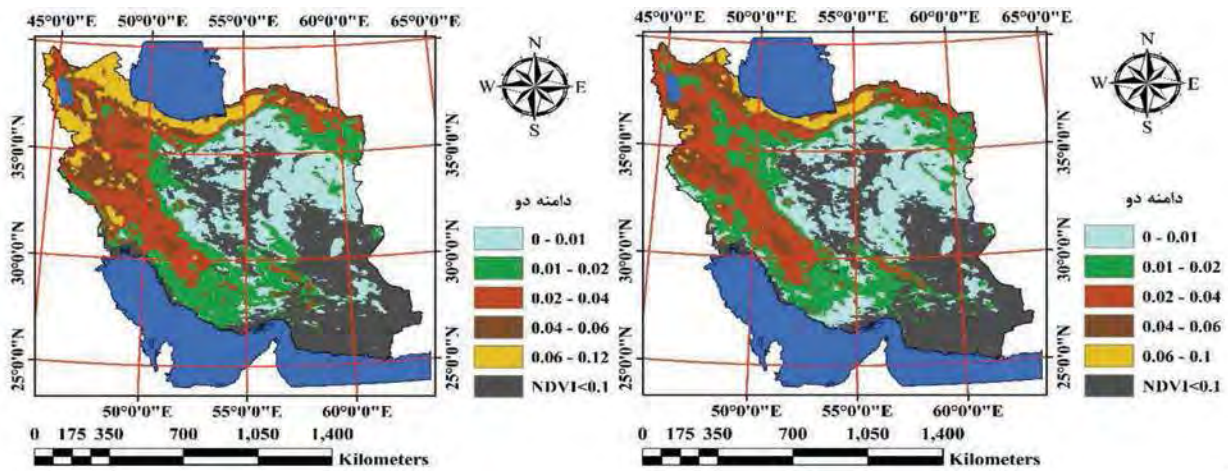 45°0'0"E 50°0'0"E 55°0'0"E 60°0'0"E 65°0'0"E
N
W E
S
35°0'0"N
30°0'0"N
25°0'0"N
50°0'0"E 55°0'0"E 60°0'0"E
دامنه دو
0 - 0.01
0.01 - 0.02
0.02 - 0.04
0.04 - 0.06
0.06 - 0.12
NDVI<0.1
0 175 350 700 1,050 1,400
Kilometers
45°0'0"E 50°0'0"E 55°0'0"E 60°0'0"E 65°0'0"E
N
W E
S
35°0'0"N
30°0'0"N
25°0'0"N
50°0'0"E 55°0'0"E 60°0'0"E
دامنه دو
0 - 0.01
0.01 - 0.02
0.02 - 0.04
0.04 - 0.06
0.06 - 0.1
NDVI<0.1
0 175 350 700 1,050 1,400
Kilometers